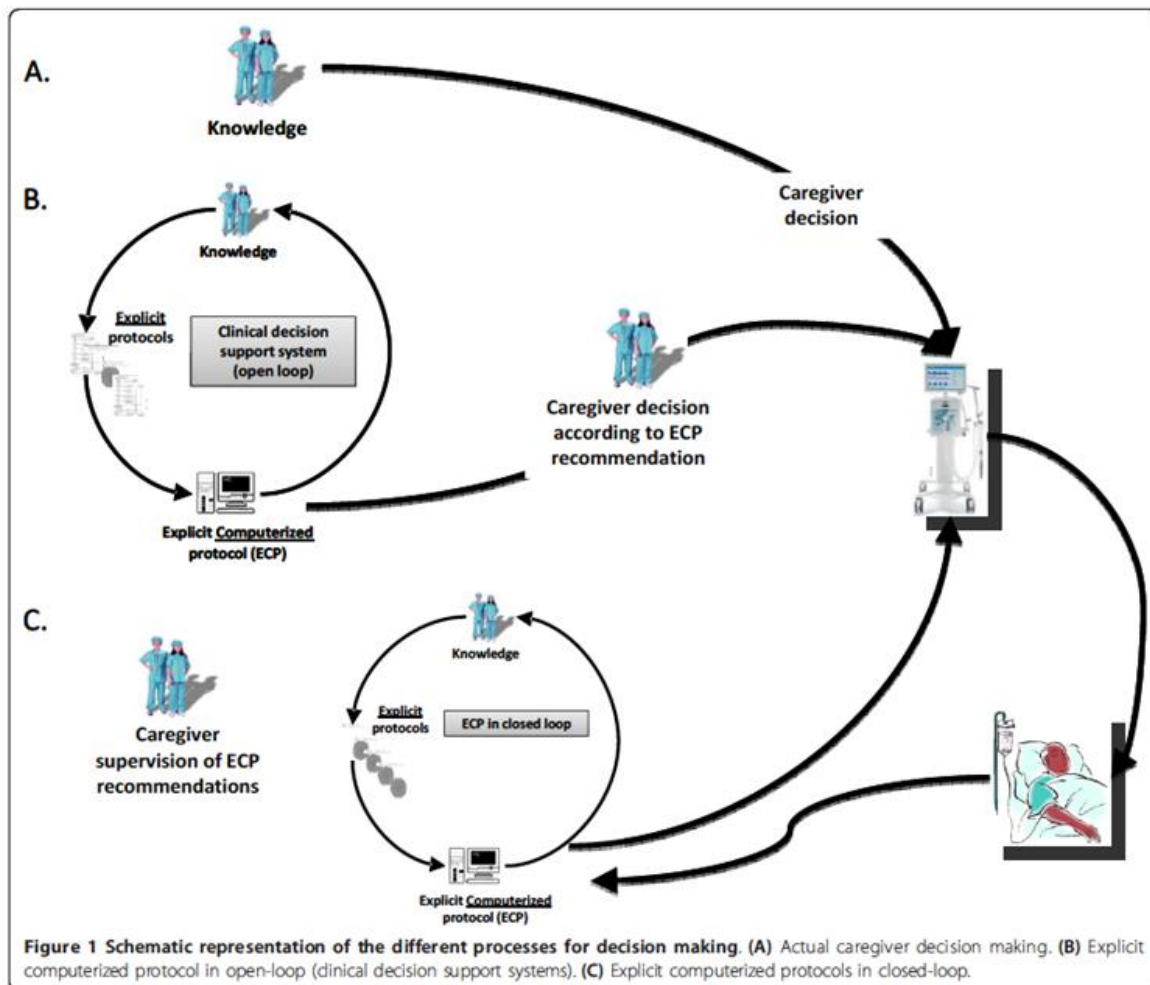 A.
Knowledge
Caregiver
decision
B.
Knowledge
Explicit
protocols
Clinical decision
support system
(open loop)
Explicit Computerized
protocol (ECP)
Caregiver decision
according to ECP
recommendation
C.
Caregiver
supervision of ECP
recommendations
Knowledge
Explicit
protocols
ECP in closed loop
Explicit Computerized
protocol (ECP)
Figure 1 Schematic representation of the different processes for decision making. (A) Actual caregiver decision making. (B) Explicit
computerized protocol in open-loop (clinical decision support systems). (C) Explicit computerized protocols in closed-loop.